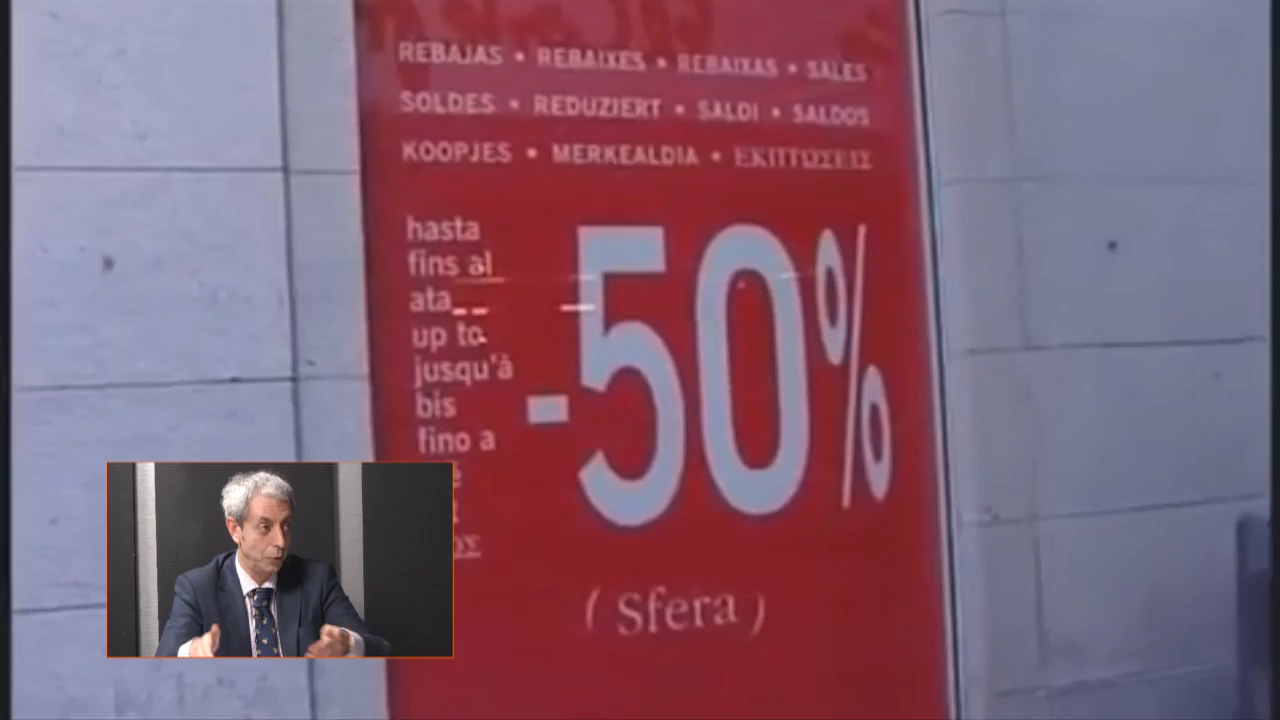 REBAJAS • REBAIXES • REBAIXAS • SALES
SOLDES • REDUZIERT • SALDI • SALDOS
KOOPJES • MERKEALDIA • ΕΚΠΤΩΣΕΙΣ
hasta
fins al
ata
up to
jusqu'à
bis
fino a
-50%
(Sfera)